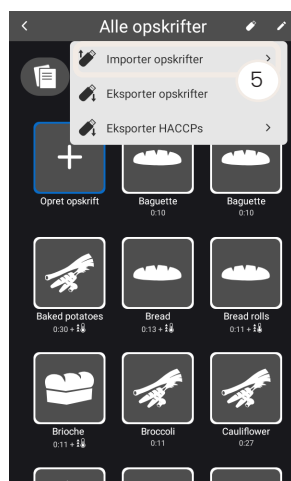 Alle opskrifter
Importer opskrifter
5
Eksporter opskrifter
Eksporter HACCPs
Opret opskrift
Baguette
0:10
Baguette
0:10
Baked potatoes
0:30 +
Bread
0:13 +
Bread rolls
0:11 +
Brioche
0:11 +
Broccoli
0:11
Cauliflower
0:27